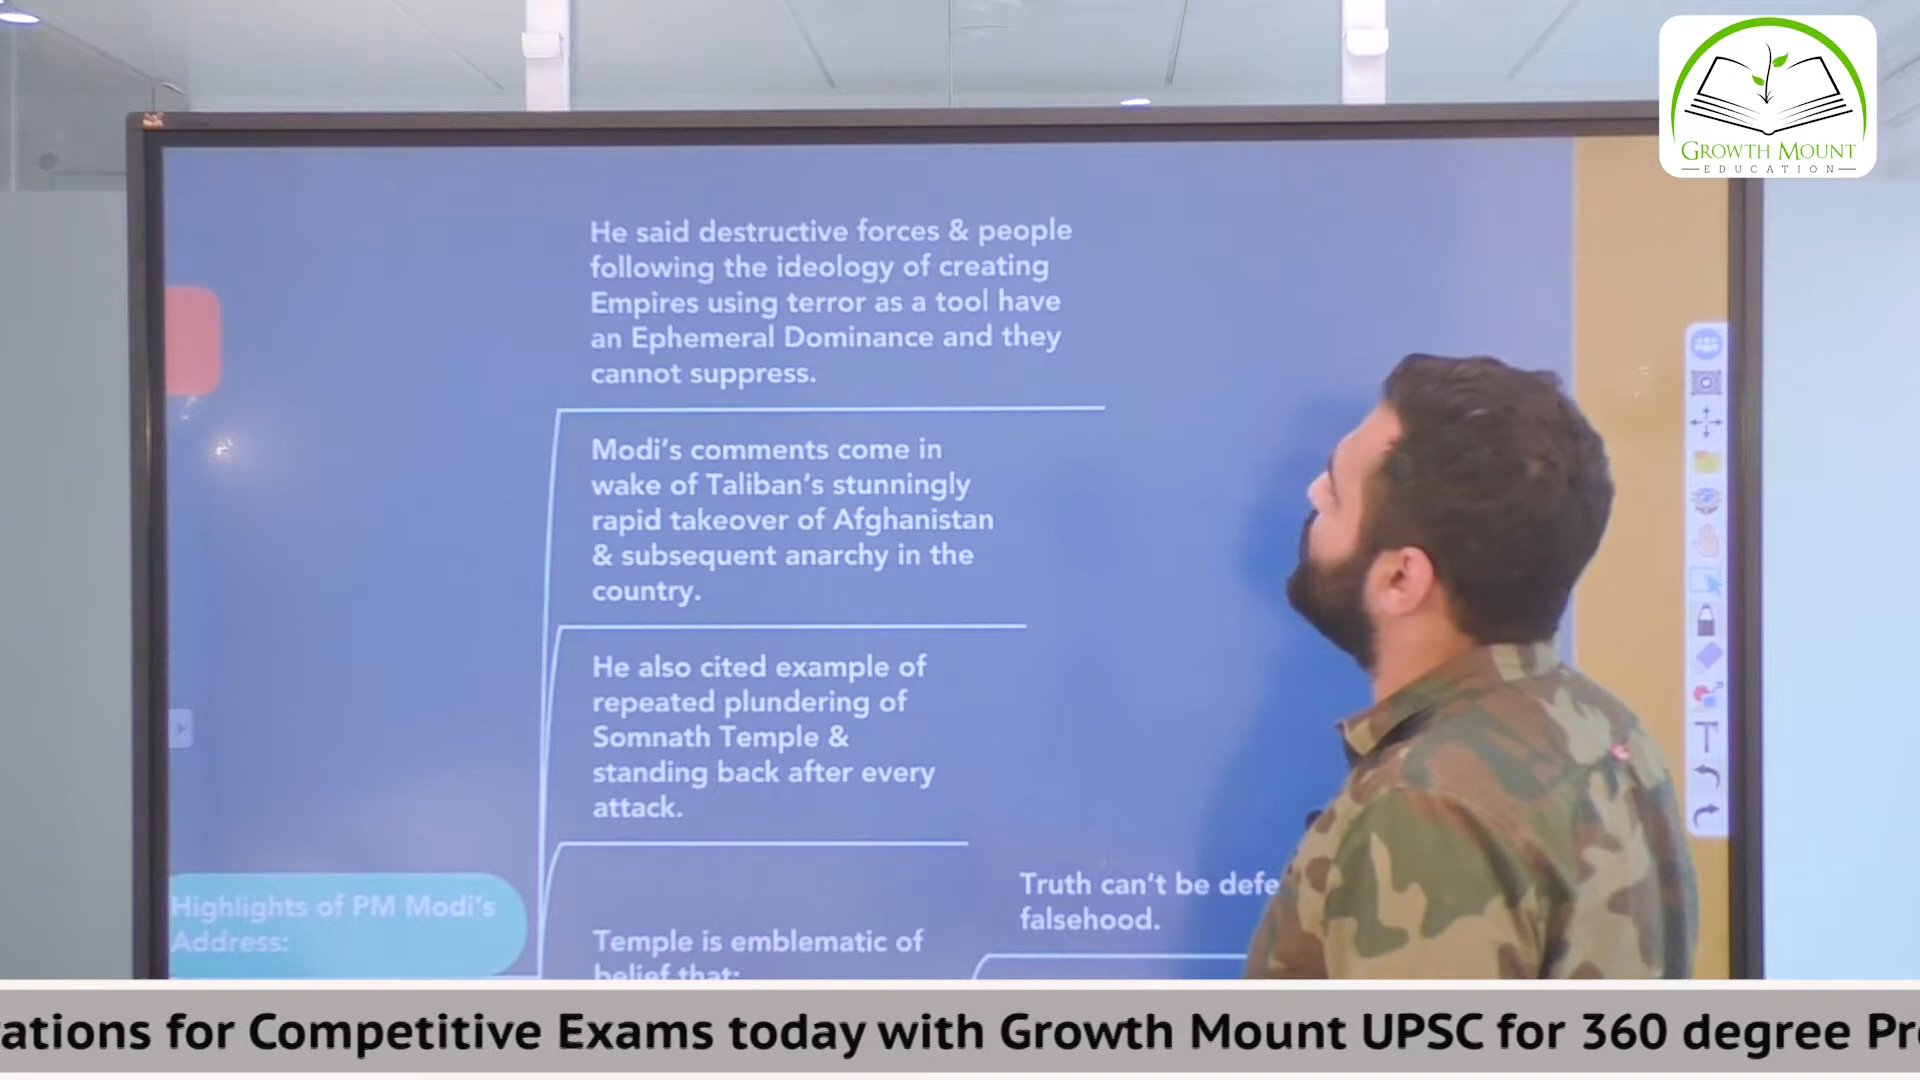 GROWTH MOUNT
EDUCATION
He said destructive forces & people
following the ideology of creating
Empires using terror as a tool have
an Ephemeral Dominance and they
cannot suppress.
Modi's comments come in
wake of Taliban's stunningly
rapid takeover of Afghanistan
& subsequent anarchy in the
country.
He also cited example of
repeated plundering of
Somnath Temple &
standing back after every
attack.
Highlights of PM Modi's
Address:
Temple is emblematic of
belief that:
Truth can't be defe
falsehood.
T
ations for Competitive Exams today with Growth Mount UPSC for 360 degree Pr